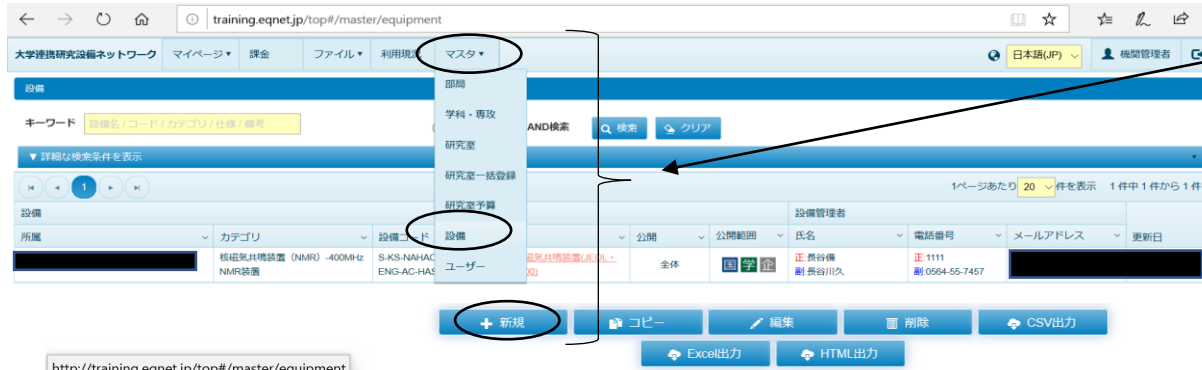 training.eqnet.jp/top#/master/equipment
大学連携研究設備ネットワーク マイページ▼ 課金 ファイル▼ 利用現況 マスタ▼ 日本語(JP) 機関管理者
設備
部局
学科・専攻
研究室
研究室一括登録
研究室予算
設備
ユーザー
キーワード 設備名 / コード / カテゴリ / 仕様 / 備考 AND検索 検索 クリア
▼ 詳細な検索条件を表示
1 1ページあたり 20 件を表示 1 件中 1 件から 1 件
設備 設備管理者
所属 カテゴリ 設備コード 公開 公開範囲 氏名 電話番号 メールアドレス 更新日
核磁気共鳴装置（NMR）-400MHz S-KS-NAHAC 磁気共鳴装置(JEOL・ 全体 国 学 企 正:長谷備 正:1111
NMR装置 ENG-AC-HAS 00) 副:長谷川久 副:0564-55-7457
新規 コピー 編集 削除 CSV出力
Excel出力 HTML出力
http://training.eqnet.jp/top#/master/equipment